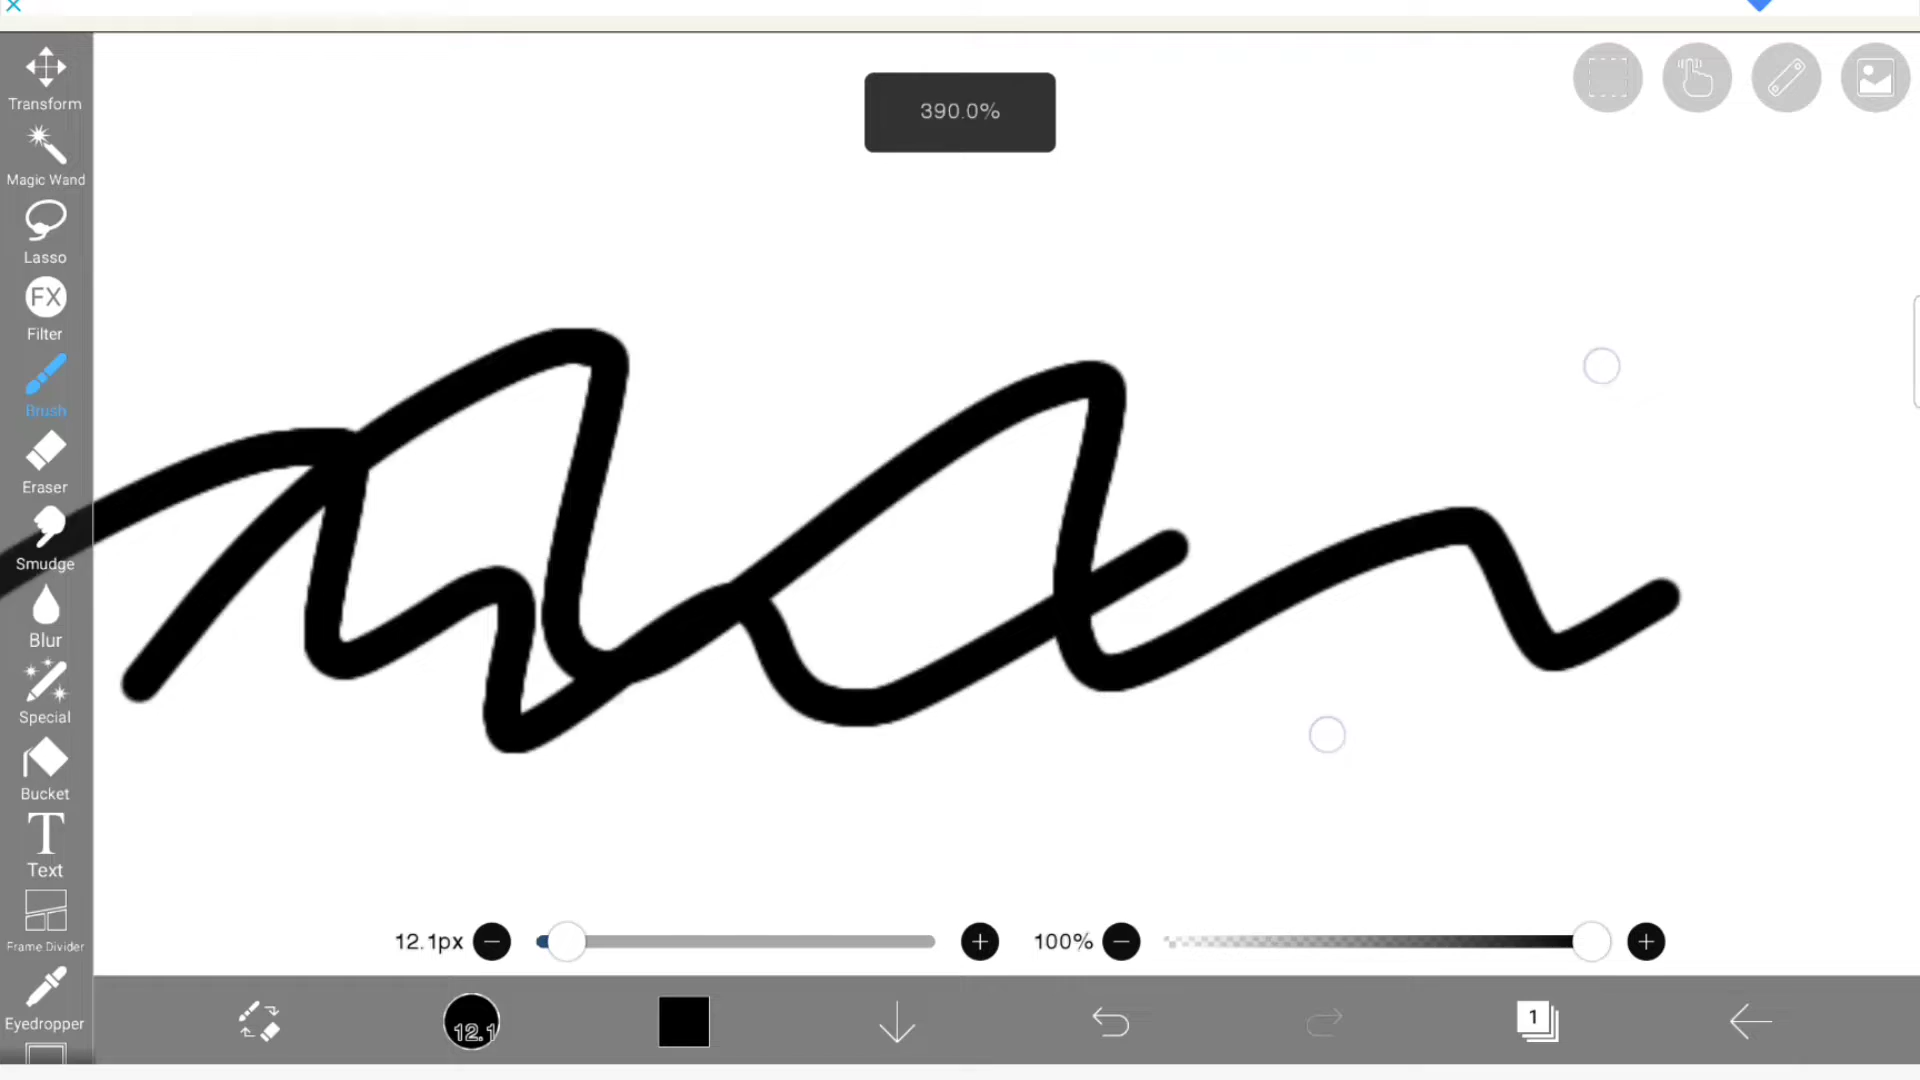 390.0%
Transform
Magic Wand
Lasso
FX
Filter
Brush
Eraser
Smudge
Blur
Special
Bucket
T
Text
Frame Divider
Eyedropper
12.1px
100%
12.1
1